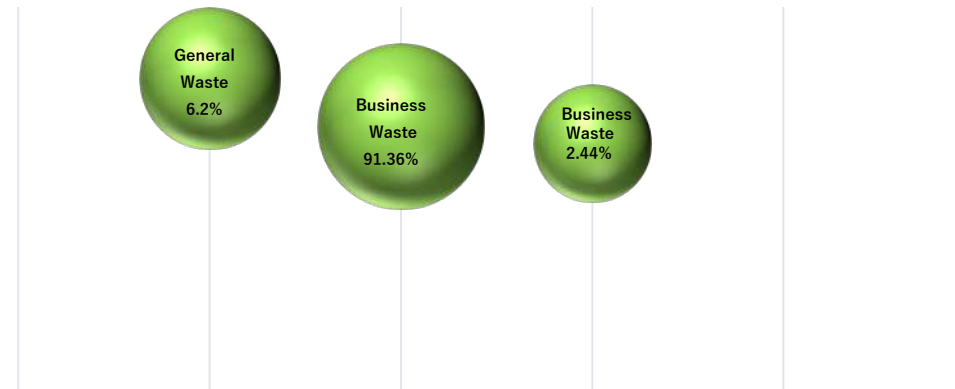 General
Waste
6.2%
Business
Waste
91.36%
Business
Waste
2.44%